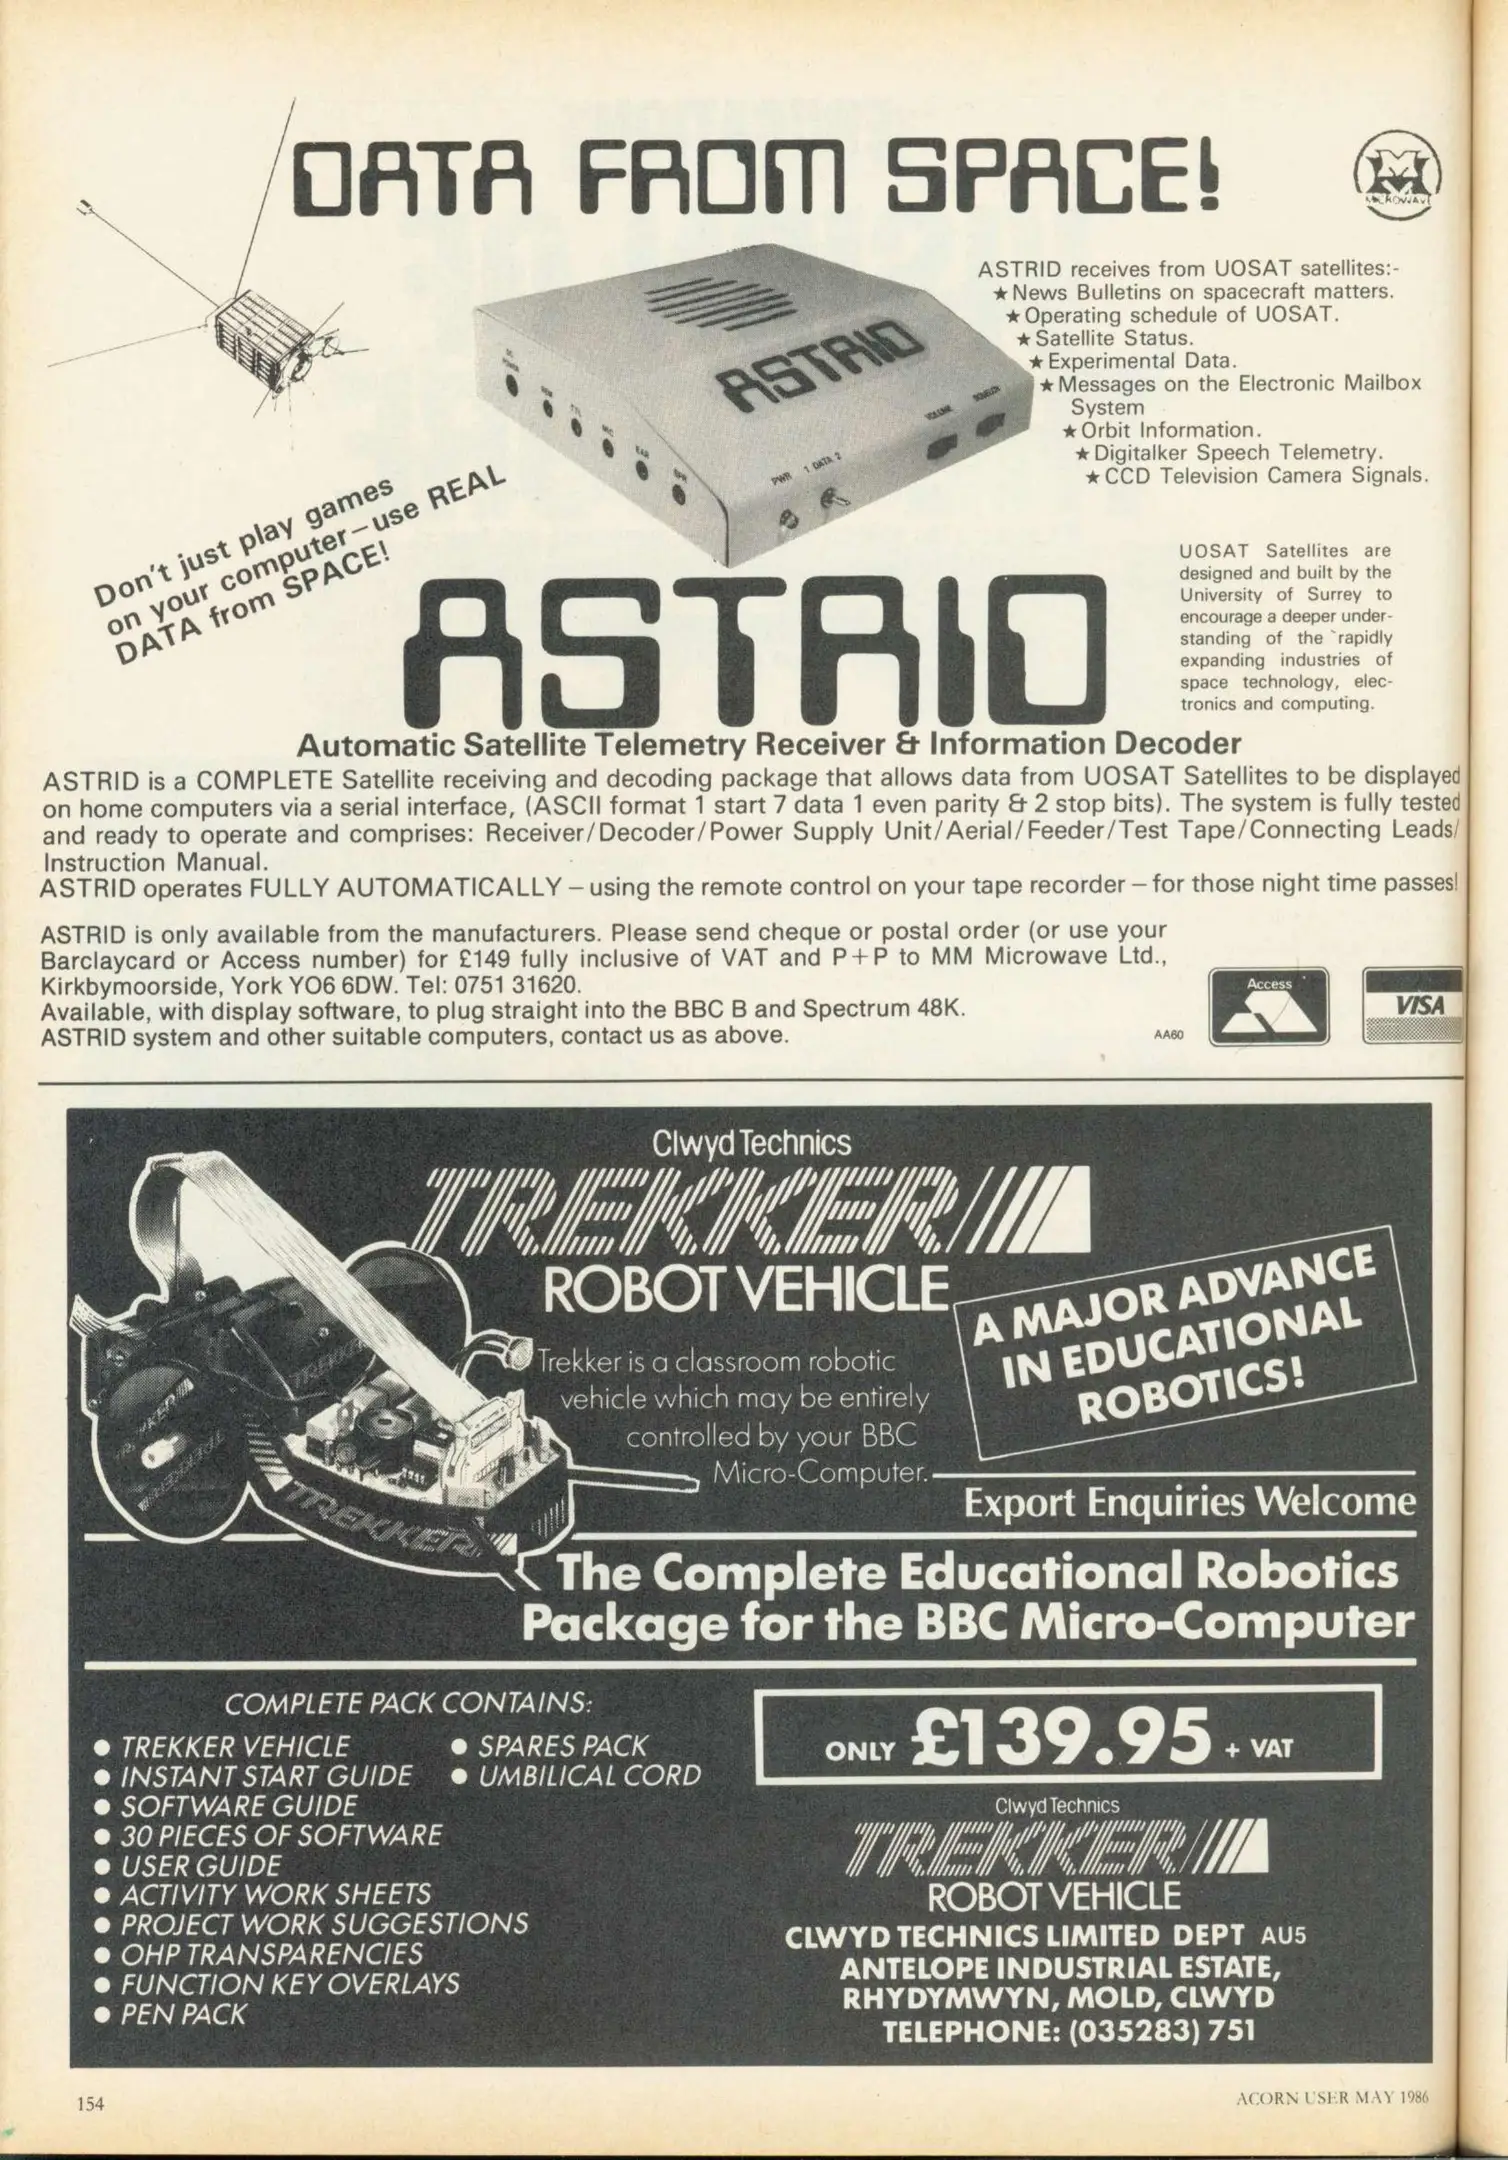 DATA FROM SPACE!
MICROWAVE
ASTRID receives from UOSAT satellites:-
★News Bulletins on spacecraft matters.
★Operating schedule of UOSAT.
★Satellite Status.
★Experimental Data.
★Messages on the Electronic Mailbox
System
★Orbit Information.
★Digitalker Speech Telemetry.
★CCD Television Camera Signals.
DC
POWER
REM
TTL
MIC
EAR
SPR
ASTRID
PWR 1 DATA 2
VOLUME
SQUELCH
Don't just play games
on your computer–use REAL
DATA from SPACE!
UOSAT Satellites are
designed and built by the
University of Surrey to
encourage a deeper under-
standing of the `rapidly
expanding industries of
space technology, elec-
tronics and computing.
ASTRID
Automatic Satellite Telemetry Receiver & Information Decoder
ASTRID is a COMPLETE Satellite receiving and decoding package that allows data from UOSAT Satellites to be displayed
on home computers via a serial interface, (ASCII format 1 start 7 data 1 even parity & 2 stop bits). The system is fully tested
and ready to operate and comprises: Receiver/Decoder/Power Supply Unit/Aerial/Feeder/Test Tape/Connecting Leads/
Instruction Manual.
ASTRID operates FULLY AUTOMATICALLY – using the remote control on your tape recorder – for those night time passes!
ASTRID is only available from the manufacturers. Please send cheque or postal order (or use your
Barclaycard or Access number) for £149 fully inclusive of VAT and P+P to MM Microwave Ltd.,
Kirkbymoorside, York YO6 6DW. Tel: 0751 31620.
Available, with display software, to plug straight into the BBC B and Spectrum 48K.
ASTRID system and other suitable computers, contact us as above.
AA60
Access
VISA
Clwyd Technics
TREKKER
ROBOT VEHICLE
A MAJOR ADVANCE
IN EDUCATIONAL
ROBOTICS!
Trekker is a classroom robotic
vehicle which may be entirely
controlled by your BBC
Micro-Computer.
TREKKER
Export Enquiries Welcome
The Complete Educational Robotics
Package for the BBC Micro-Computer
COMPLETE PACK CONTAINS:
● TREKKER VEHICLE
● INSTANT START GUIDE
● SOFTWARE GUIDE
● 30 PIECES OF SOFTWARE
● USER GUIDE
● ACTIVITY WORK SHEETS
● PROJECT WORK SUGGESTIONS
● OHP TRANSPARENCIES
● FUNCTION KEY OVERLAYS
● PEN PACK
● SPARES PACK
● UMBILICAL CORD
ONLY £139.95 + VAT
Clwyd Technics
TREKKER
ROBOT VEHICLE
CLWYD TECHNICS LIMITED DEPT AU5
ANTELOPE INDUSTRIAL ESTATE,
RHYDYMWYN, MOLD, CLWYD
TELEPHONE: (035283) 751
154
ACORN USER MAY 1986